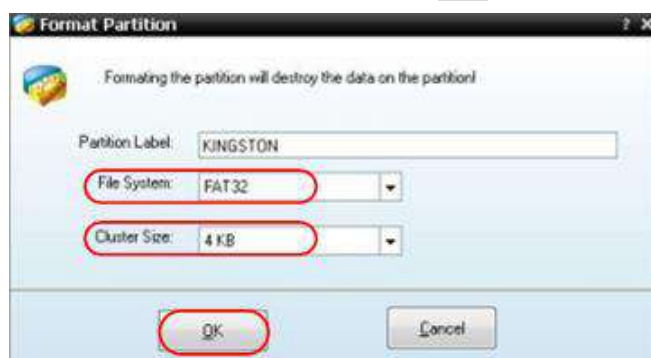 Format Partition ? X
Formating the partition will destroy the data on the partition!
Partition Label: KINGSTON
File System: FAT32
Cluster Size: 4 KB
OK Cancel